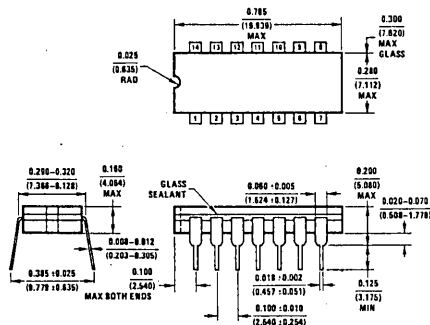 0.785
(19.939)
MAX
0.025
(0.635)
RAD
14 13 12 11 10 9 8
1 2 3 4 5 6 7
0.300
(7.620)
MAX
GLASS
0.280
(7.112)
MAX
0.290-0.320
(7.366-8.128)
0.160
(4.064)
MAX
0.008-0.012
(0.203-0.305)
0.385 ±0.025
(9.779 ±0.635)
GLASS
SEALANT
0.060 ±0.005
(1.524 ±0.127)
0.200
(5.080)
MAX
0.020-0.070
(0.508-1.778)
0.100
(2.540)
MAX BOTH ENDS
0.018 ±0.002
(0.457 ±0.051)
0.100 ±0.010
(2.540 ±0.254)
0.125
(3.175)
MIN